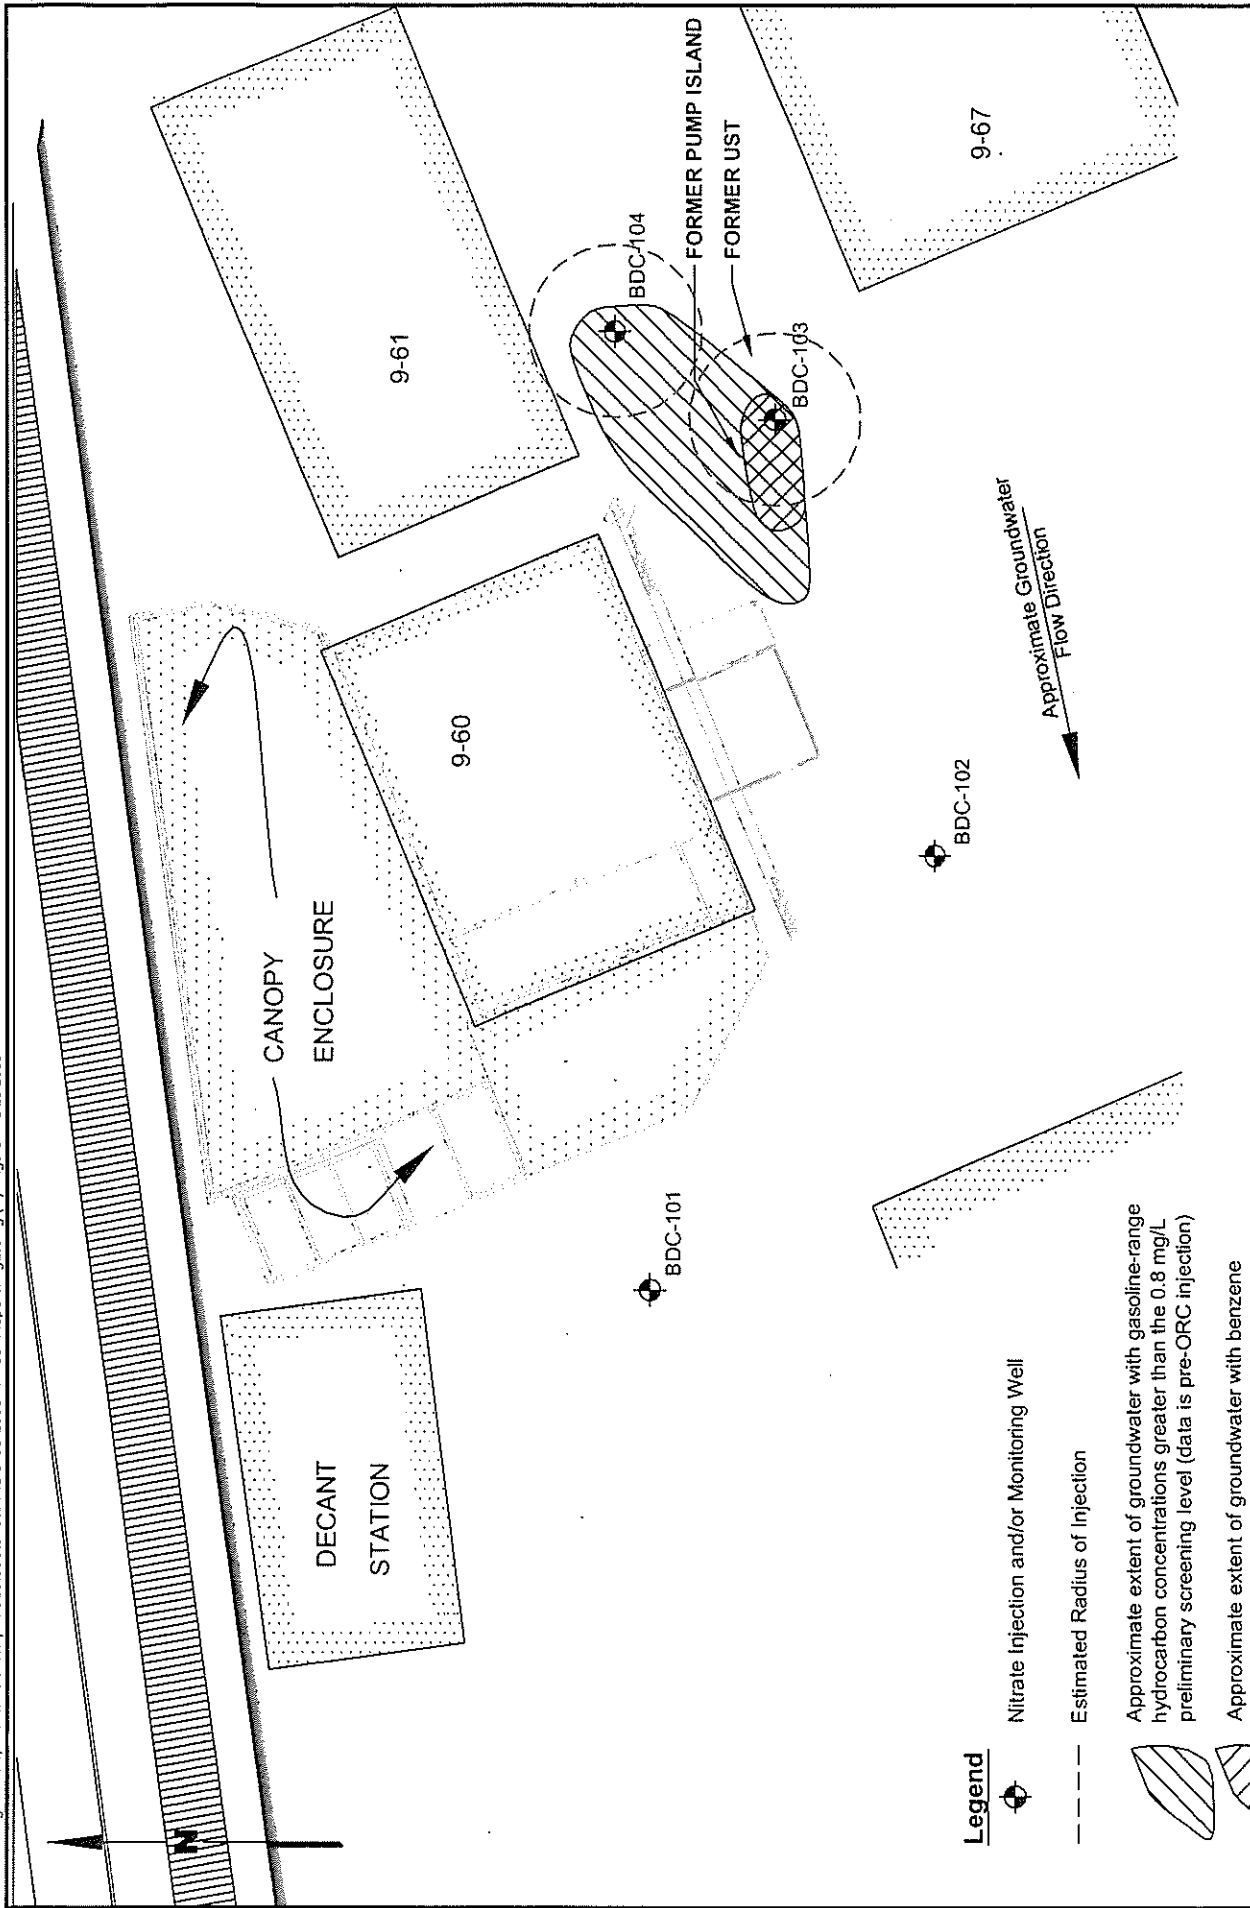 N
CANOPY
ENCLOSURE
DECANT
STATION
9-61
9-60
9-67
BDC-104
FORMER PUMP ISLAND
FORMER UST
BDC-103
Approximate Groundwater
Flow Direction
BDC-102
BDC-101
Legend
Nitrate Injection and/or Monitoring Well
Estimated Radius of Injection
Approximate extent of groundwater with gasoline-range
hydrocarbon concentrations greater than the 0.8 mg/L
preliminary screening level (data is pre-ORC injection)
Approximate extent of groundwater with benzene